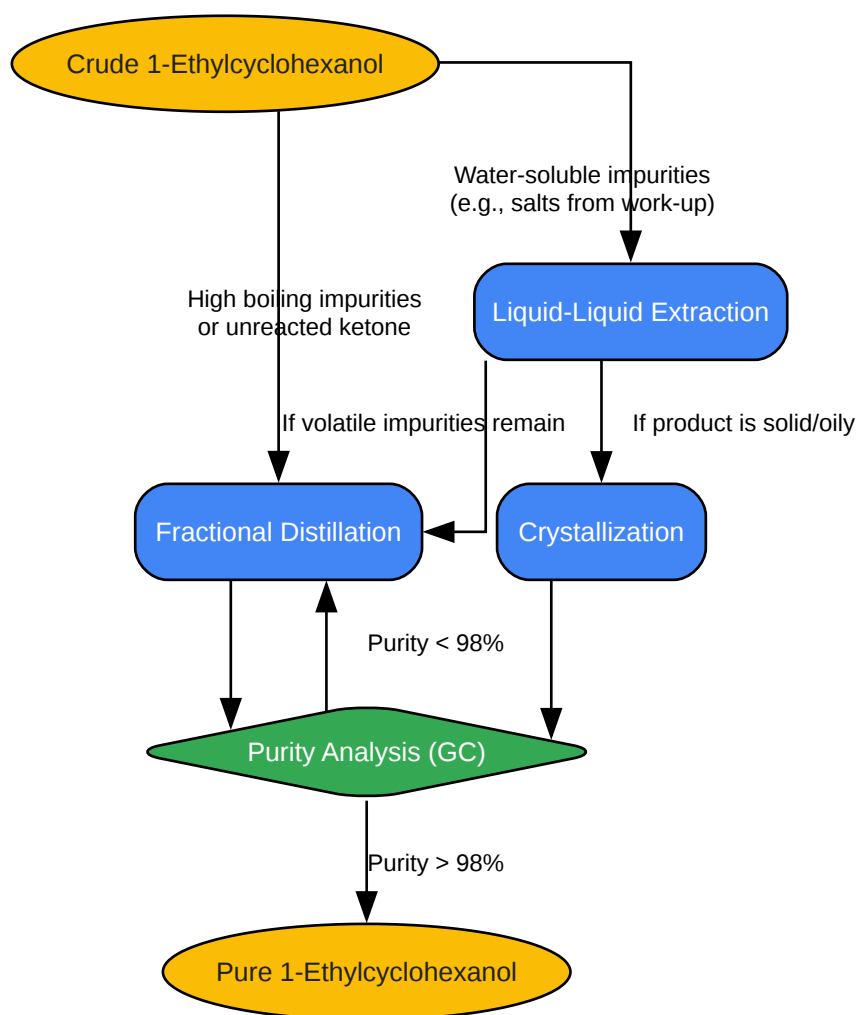 Crude 1-Ethylcyclohexanol
Water-soluble impurities
(e.g., salts from work-up)
High boiling impurities
or unreacted ketone
Liquid-Liquid Extraction
If volatile impurities remain
If product is solid/oily
Fractional Distillation
Crystallization
Purity < 98%
Purity Analysis (GC)
Purity > 98%
Pure 1-Ethylcyclohexanol